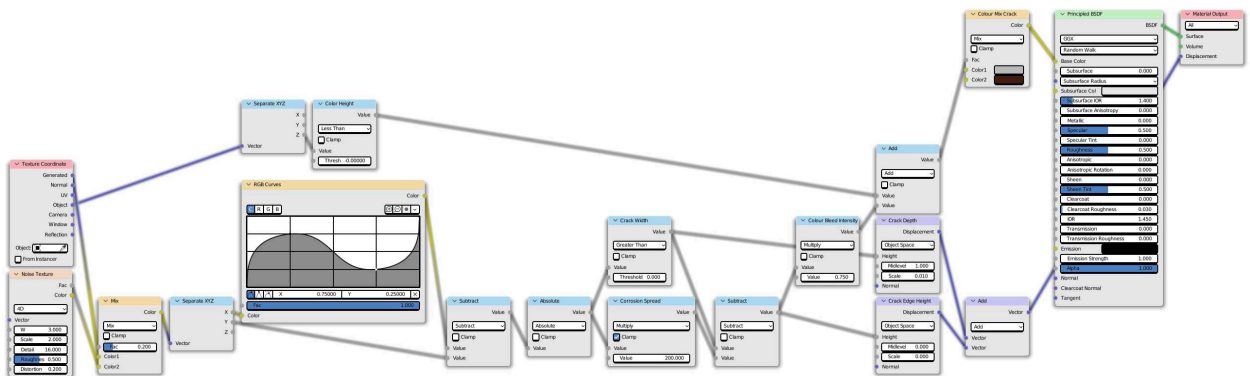 Texture Coordinate
Generated
Normal
UV
Object
Camera
Window
Reflection
Object:
From Instancer
Noise Texture
Fac
Color
4D
Vector
W 3.000
Scale 2.000
Detail 16.000
Roughnes 0.500
Distortion 0.200
Mix
Color
Mix
Clamp
Fac 0.200
Color1
Color2
Separate XYZ
X
Y
Z
Vector
Separate XYZ
X
Y
Z
Vector
Color Height
Value
Less Than
Clamp
Value
Thresh -0.00000
RGB Curves
Color
C R G B
X 0.75000 Y 0.25000
Fac 1.000
Color
Subtract
Value
Subtract
Clamp
Value
Value
Absolute
Value
Absolute
Clamp
Value
Crack Width
Value
Greater Than
Clamp
Value
Threshold 0.000
Corrosion Spread
Value
Multiply
Clamp
Value
Value 200.000
Subtract
Value
Subtract
Clamp
Value
Value
Colour Bleed Intensity
Value
Multiply
Clamp
Value
Value 0.750
Add
Value
Add
Clamp
Value
Value
Crack Depth
Displacement
Object Space
Height
Midlevel 1.000
Scale 0.010
Normal
Crack Edge Height
Displacement
Object Space
Height
Midlevel 0.000
Scale 0.000
Normal
Add
Vector
Add
Vector
Vector
Colour Mix Crack
Color
Mix
Clamp
Fac
Color1
Color2
Principled BSDF
BSDF
GGX
Random Walk
Base Color
Subsurface 0.000
Subsurface Radius
Subsurface Col
Subsurface IOR 1.400
Subsurface Anisotropy 0.000
Metallic 0.000
Specular 0.500
Specular Tint 0.000
Roughness 0.500
Anisotropic 0.000
Anisotropic Rotation 0.000
Sheen 0.000
Sheen Tint 0.500
Clearcoat 0.000
Clearcoat Roughness 0.030
IOR 1.450
Transmission 0.000
Transmission Roughness 0.000
Emission
Emission Strength 1.000
Alpha 1.000
Normal
Clearcoat Normal
Tangent
Material Output
All
Surface
Volume
Displacement